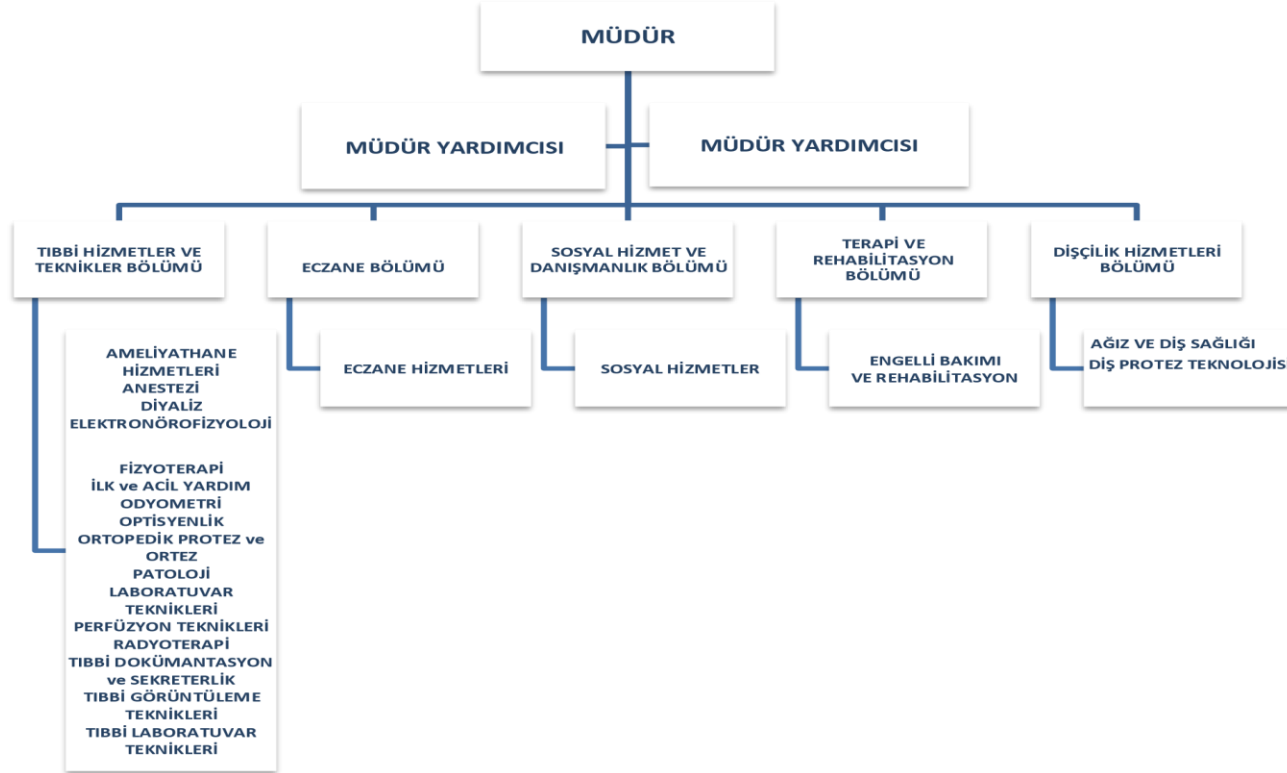 MÜDÜR
MÜDÜR YARDIMCISI
MÜDÜR YARDIMCISI
TIBBİ HİZMETLER VE
TEKNİKLER BÖLÜMÜ
ECZANE BÖLÜMÜ
SOSYAL HİZMET VE
DANIŞMANLIK BÖLÜMÜ
TERAPİ VE
REHABİLİTASYON
BÖLÜMÜ
DİŞÇİLİK HİZMETLERİ
BÖLÜMÜ
AMELİYATHANE
HİZMETLERİ
ANESTEZİ
DİYALİZ
ELEKTRONÖROFİZYOLOJİ
FİZYOTERAPİ
İLK ve ACİL YARDIM
ODYOMETRİ
OPTİSYENLİK
ORTOPEDİK PROTEZ ve
ORTEZ
PATOLOJİ
LABORATUVAR
TEKNİKLERİ
PERFÜZYON TEKNİKLERİ
RADYOTERAPİ
TIBBİ DOKÜMANTASYON
ve SEKRETERLİK
TIBBİ GÖRÜNTÜLEME
TEKNİKLERİ
TIBBİ LABORATUVAR
TEKNİKLERİ
ECZANE HİZMETLERİ
SOSYAL HİZMETLER
ENGELLİ BAKIMI
VE REHABİLİTASYON
AĞIZ VE DİŞ SAĞLIĞI
DİŞ PROTEZ TEKNOLOJİS